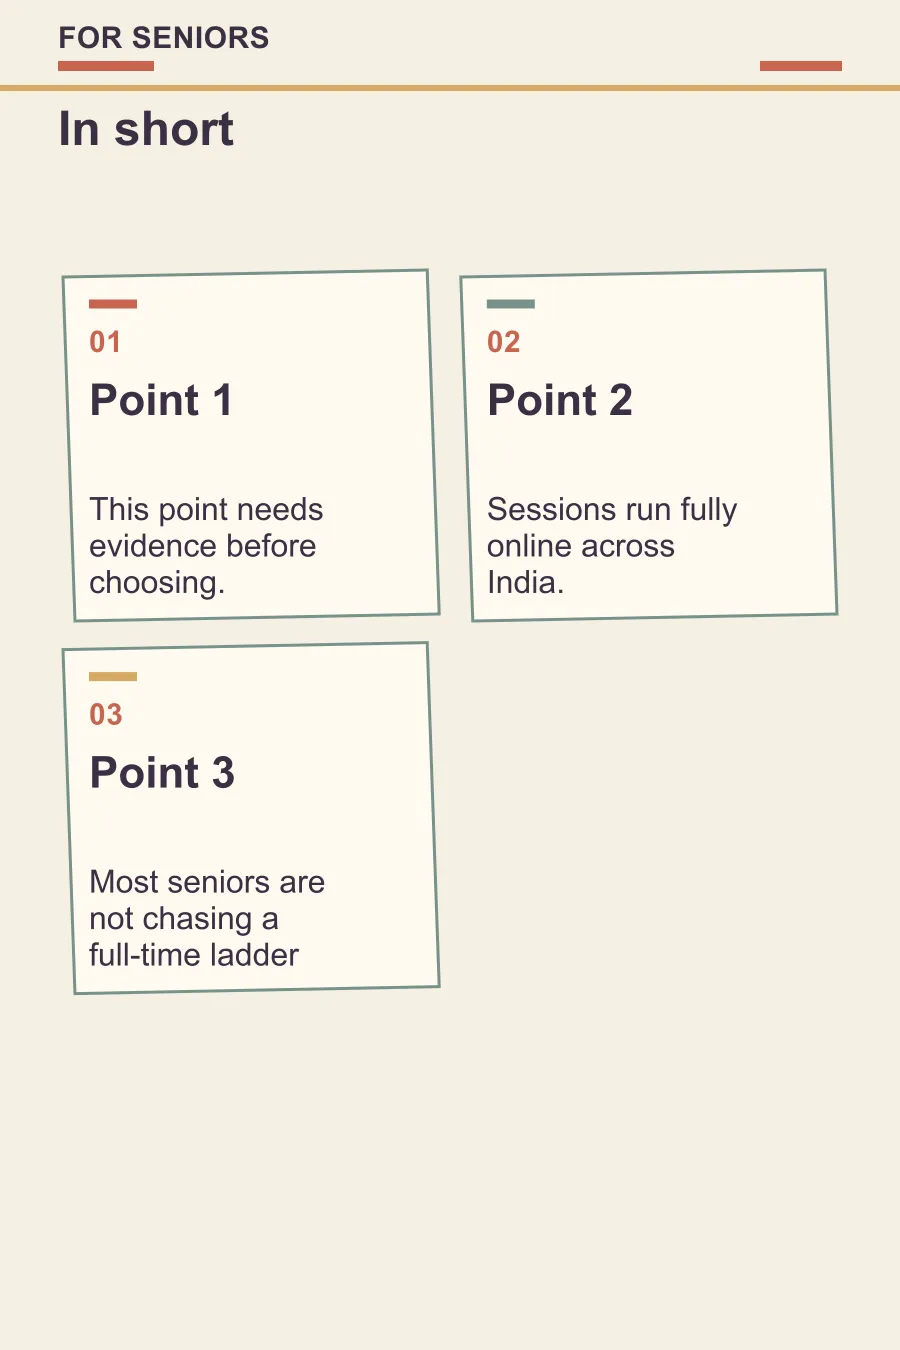 FOR SENIORS
In short
01
Point 1
This point needs
evidence before
choosing.
02
Point 2
Sessions run fully
online across
India.
03
Point 3
Most seniors are
not chasing a
full-time ladder